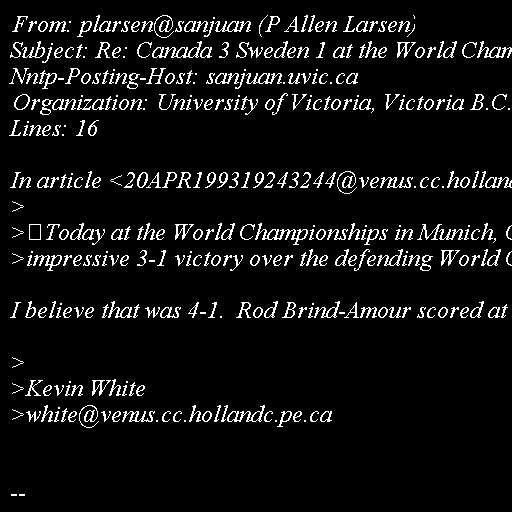 From: plarsen@sanjuan (P Allen Larsen)
Subject: Re: Canada 3 Sweden 1 at the World Cham
Nntp-Posting-Host: sanjuan.uvic.ca
Organization: University of Victoria, Victoria B.C.
Lines: 16
In article <20APR199319243244@venus.cc.holland
>
>Today at the World Championships in Munich,
>impressive 3-1 victory over the defending World
I believe that was 4-1.  Rod Brind-Amour scored at
>
>Kevin White
>white@venus.cc.hollandc.pe.ca
--